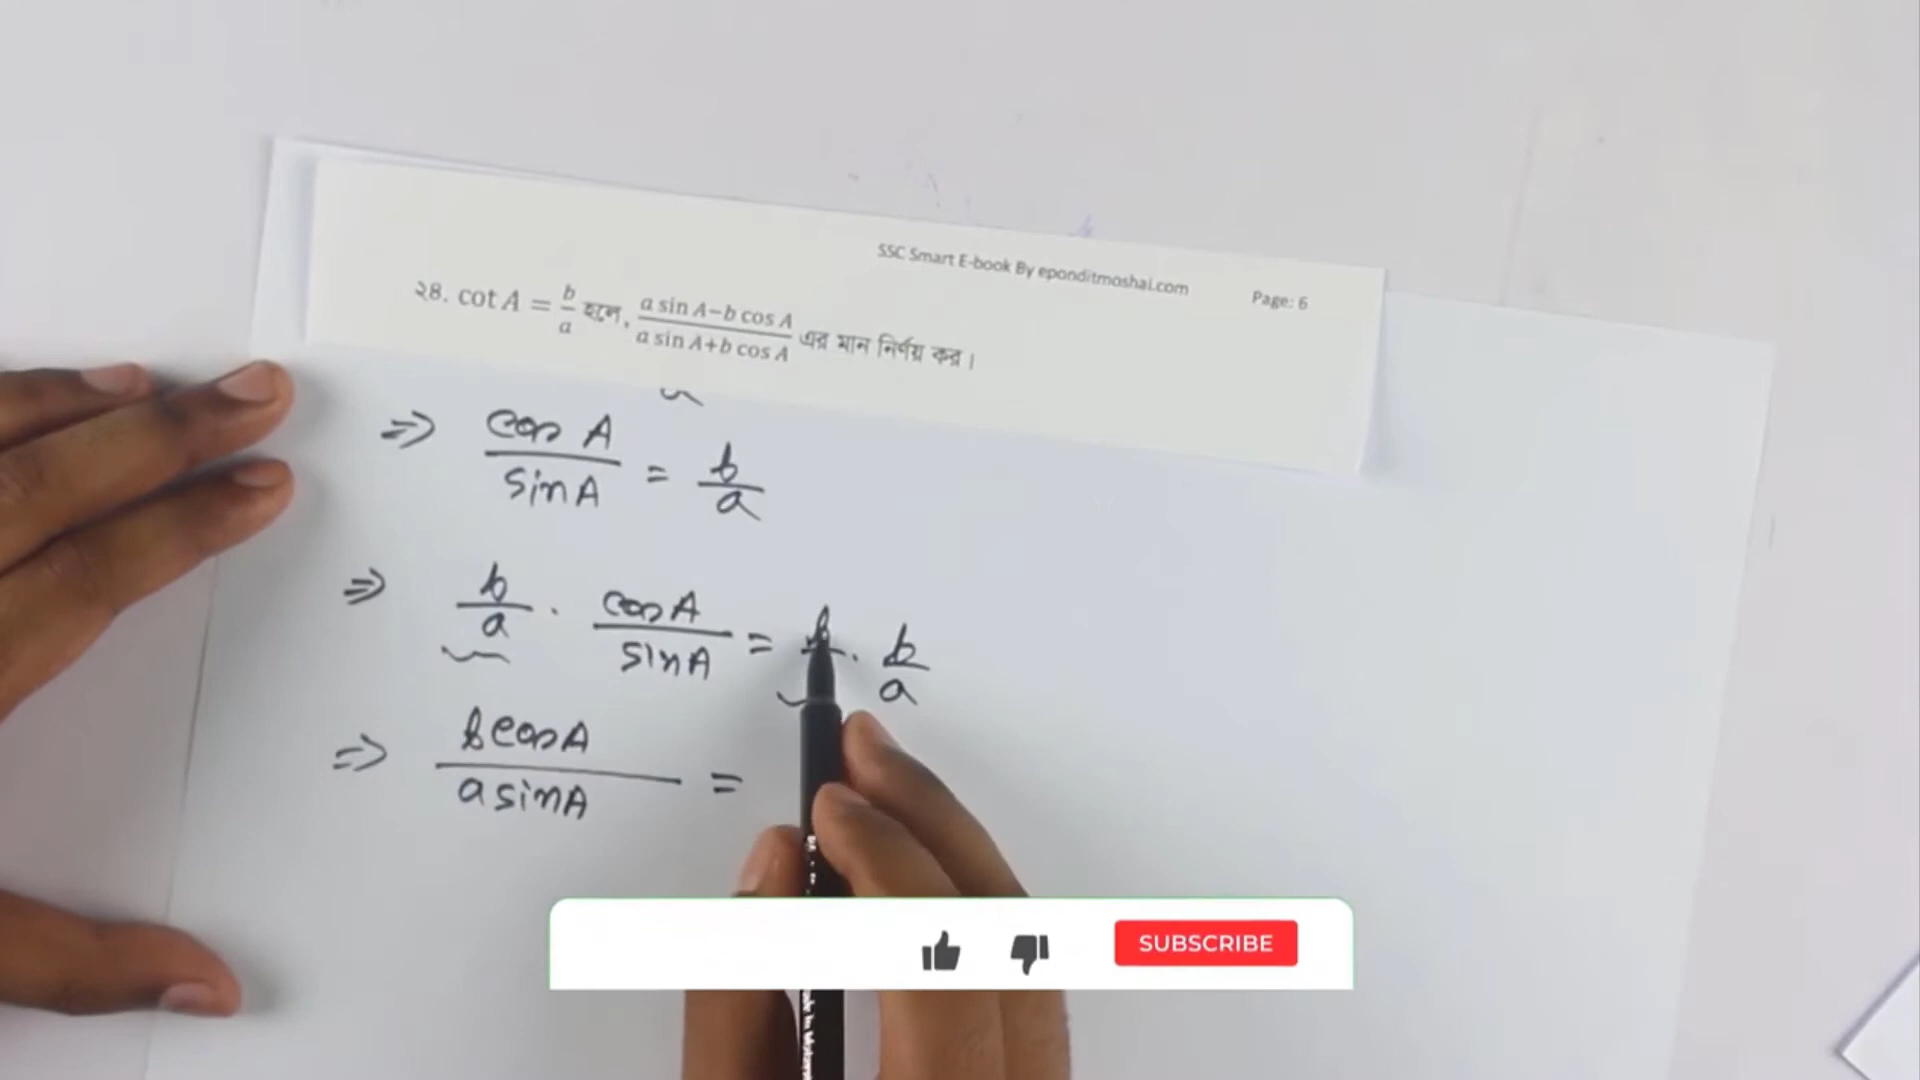 SSC Smart E-book By eponditmoshai.com
Page: 6
২৪. cot A = b/a হলে, (a sin A−b cos A)/(a sin A+b cos A) এর মান নির্ণয় কর।
⇒ cos A / sin A = b/a
⇒ b/a · cos A / sin A = b · b/a
⇒ b cos A / a sin A =
SUBSCRIBE